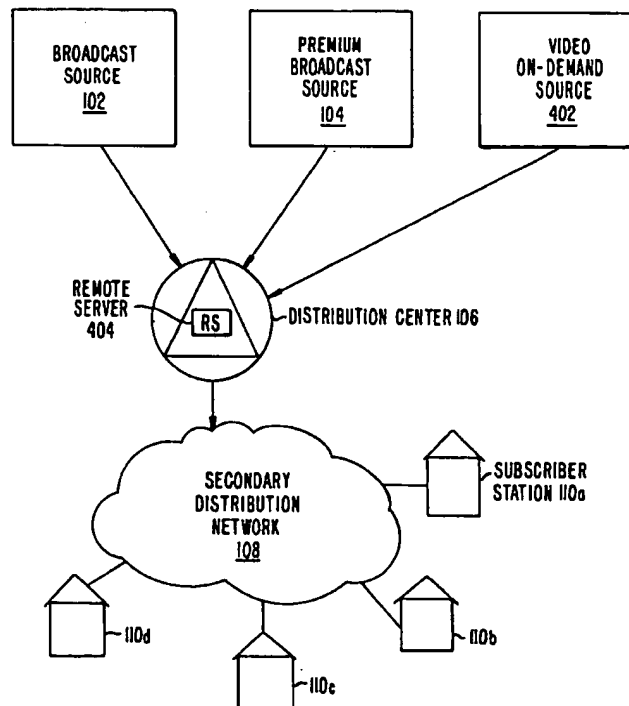 BROADCAST
SOURCE
102
PREMIUM
BROADCAST
SOURCE
104
VIDEO
ON-DEMAND
SOURCE
402
REMOTE
SERVER
404
RS
DISTRIBUTION CENTER 106
SECONDARY
DISTRIBUTION
NETWORK
108
SUBSCRIBER
STATION 110a
110d
110c
110b